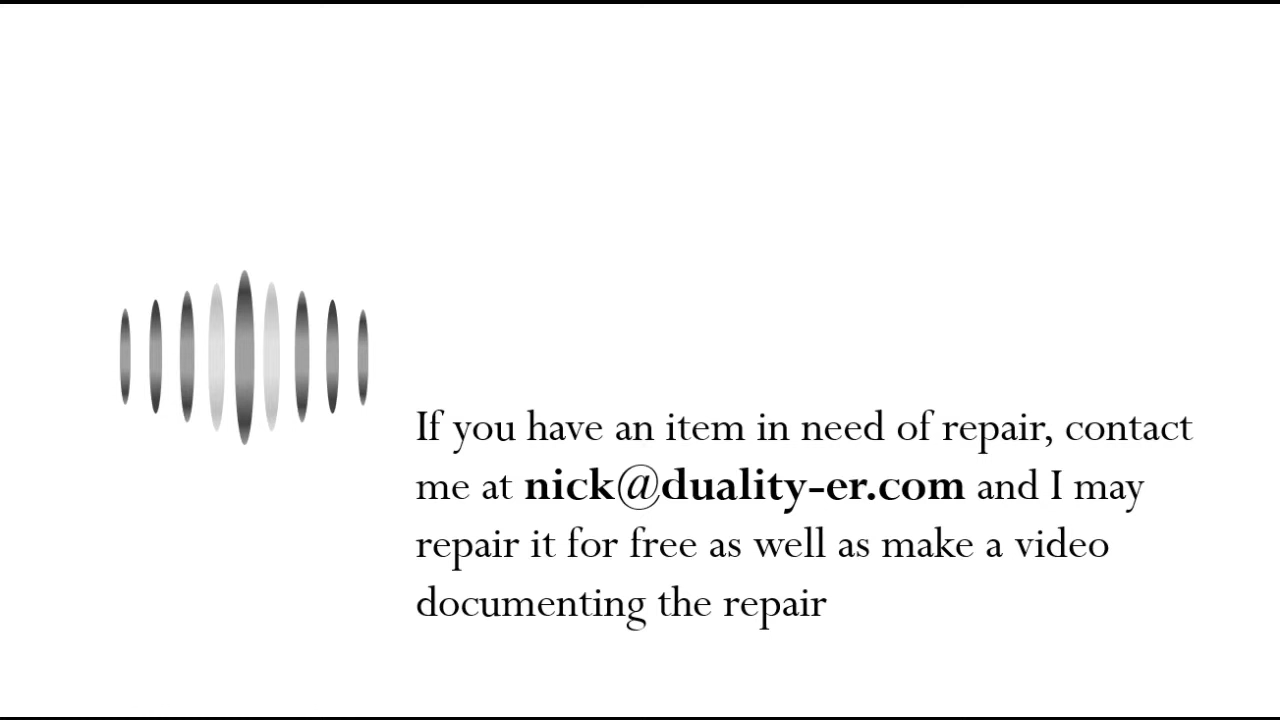 If you have an item in need of repair, contact
me at nick@duality-er.com and I may
repair it for free as well as make a video
documenting the repair